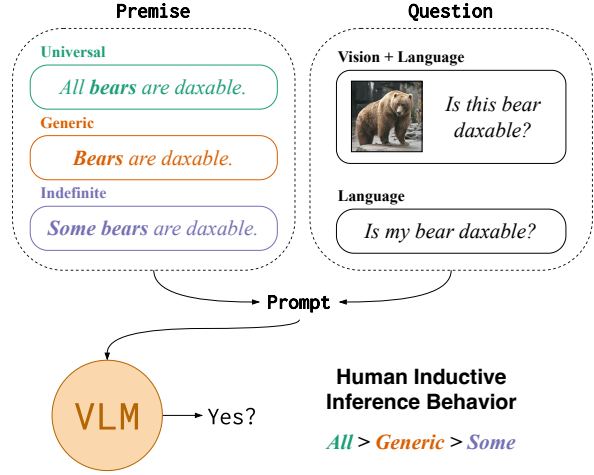 Premise
Universal
All bears are daxable.
Generic
Bears are daxable.
Indefinite
Some bears are daxable.
Question
Vision + Language
Is this bear
daxable?
Language
Is my bear daxable?
Prompt
VLM
Yes?
Human Inductive
Inference Behavior
All > Generic > Some